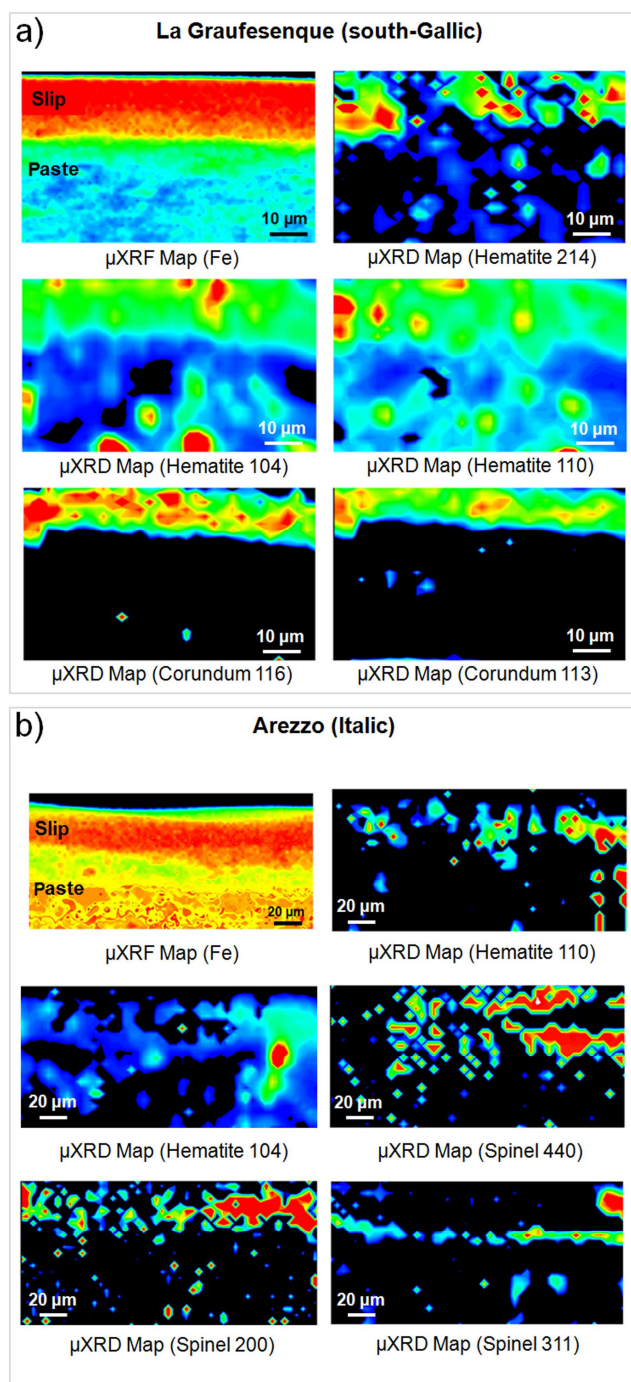 a) La Graufesenque (south-Gallic)
Slip
Paste
10 µm
µXRF Map (Fe)
10 µm
µXRD Map (Hematite 214)
10 µm
µXRD Map (Hematite 104)
10 µm
µXRD Map (Hematite 110)
10 µm
µXRD Map (Corundum 116)
10 µm
µXRD Map (Corundum 113)
b) Arezzo (Italic)
Slip
Paste
20 µm
µXRF Map (Fe)
20 µm
µXRD Map (Hematite 110)
20 µm
µXRD Map (Hematite 104)
20 µm
µXRD Map (Spinel 440)
20 µm
µXRD Map (Spinel 200)
20 µm
µXRD Map (Spinel 311)